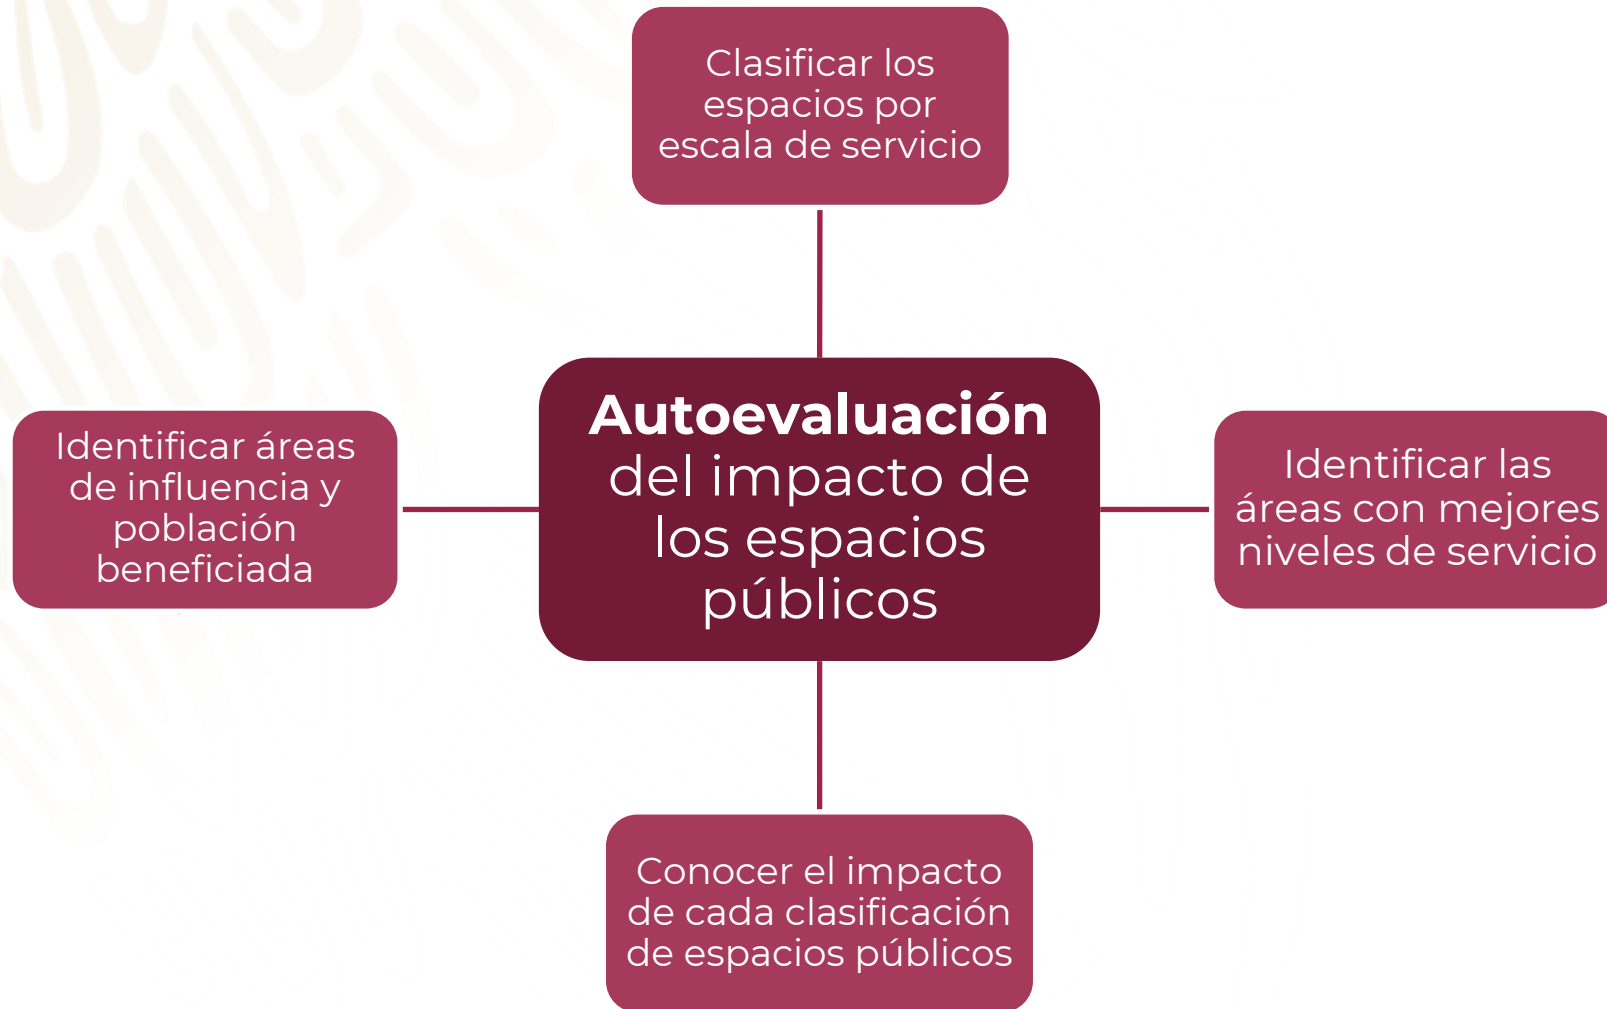 Clasificar los
espacios por
escala de servicio
Autoevaluación
del impacto de
los espacios
públicos
Identificar áreas
de influencia y
población
beneficiada
Identificar las
áreas con mejores
niveles de servicio
Conocer el impacto
de cada clasificación
de espacios públicos